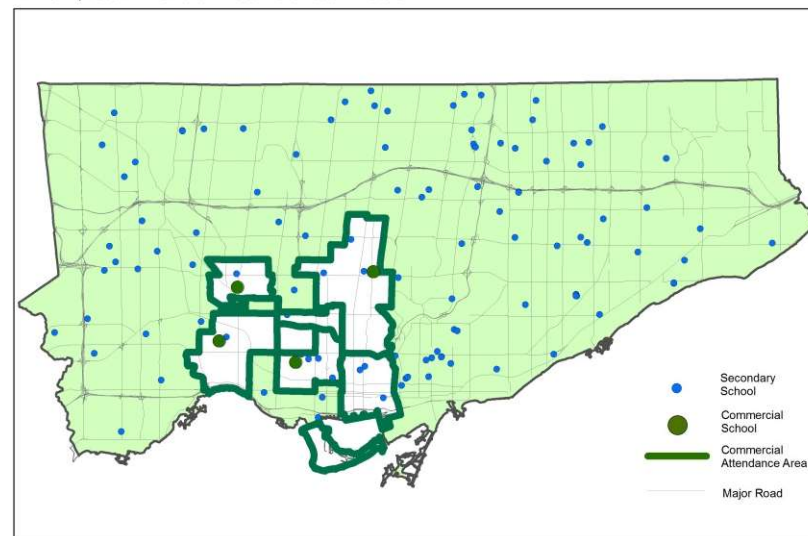 Secondary
School
Commercial
School
Commercial
Attendance Area
Major Road